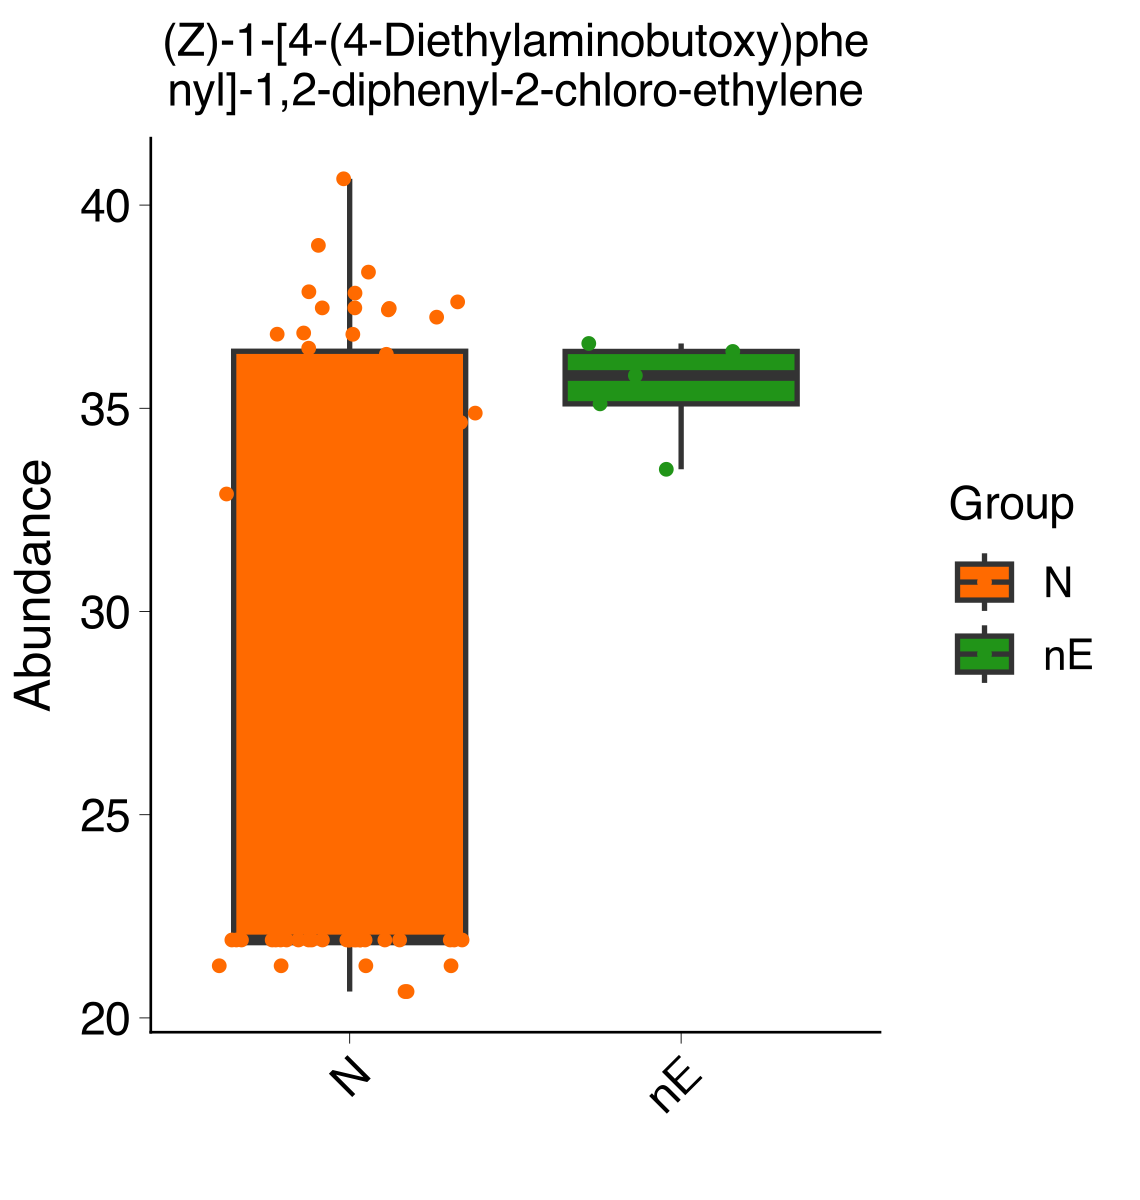 (Z)-1-[4-(4-Diethylaminobutoxy)phe
nyl]-1,2-diphenyl-2-chloro-ethylene
40
35
30
25
20
Abundance
N
nE
Group
N
nE